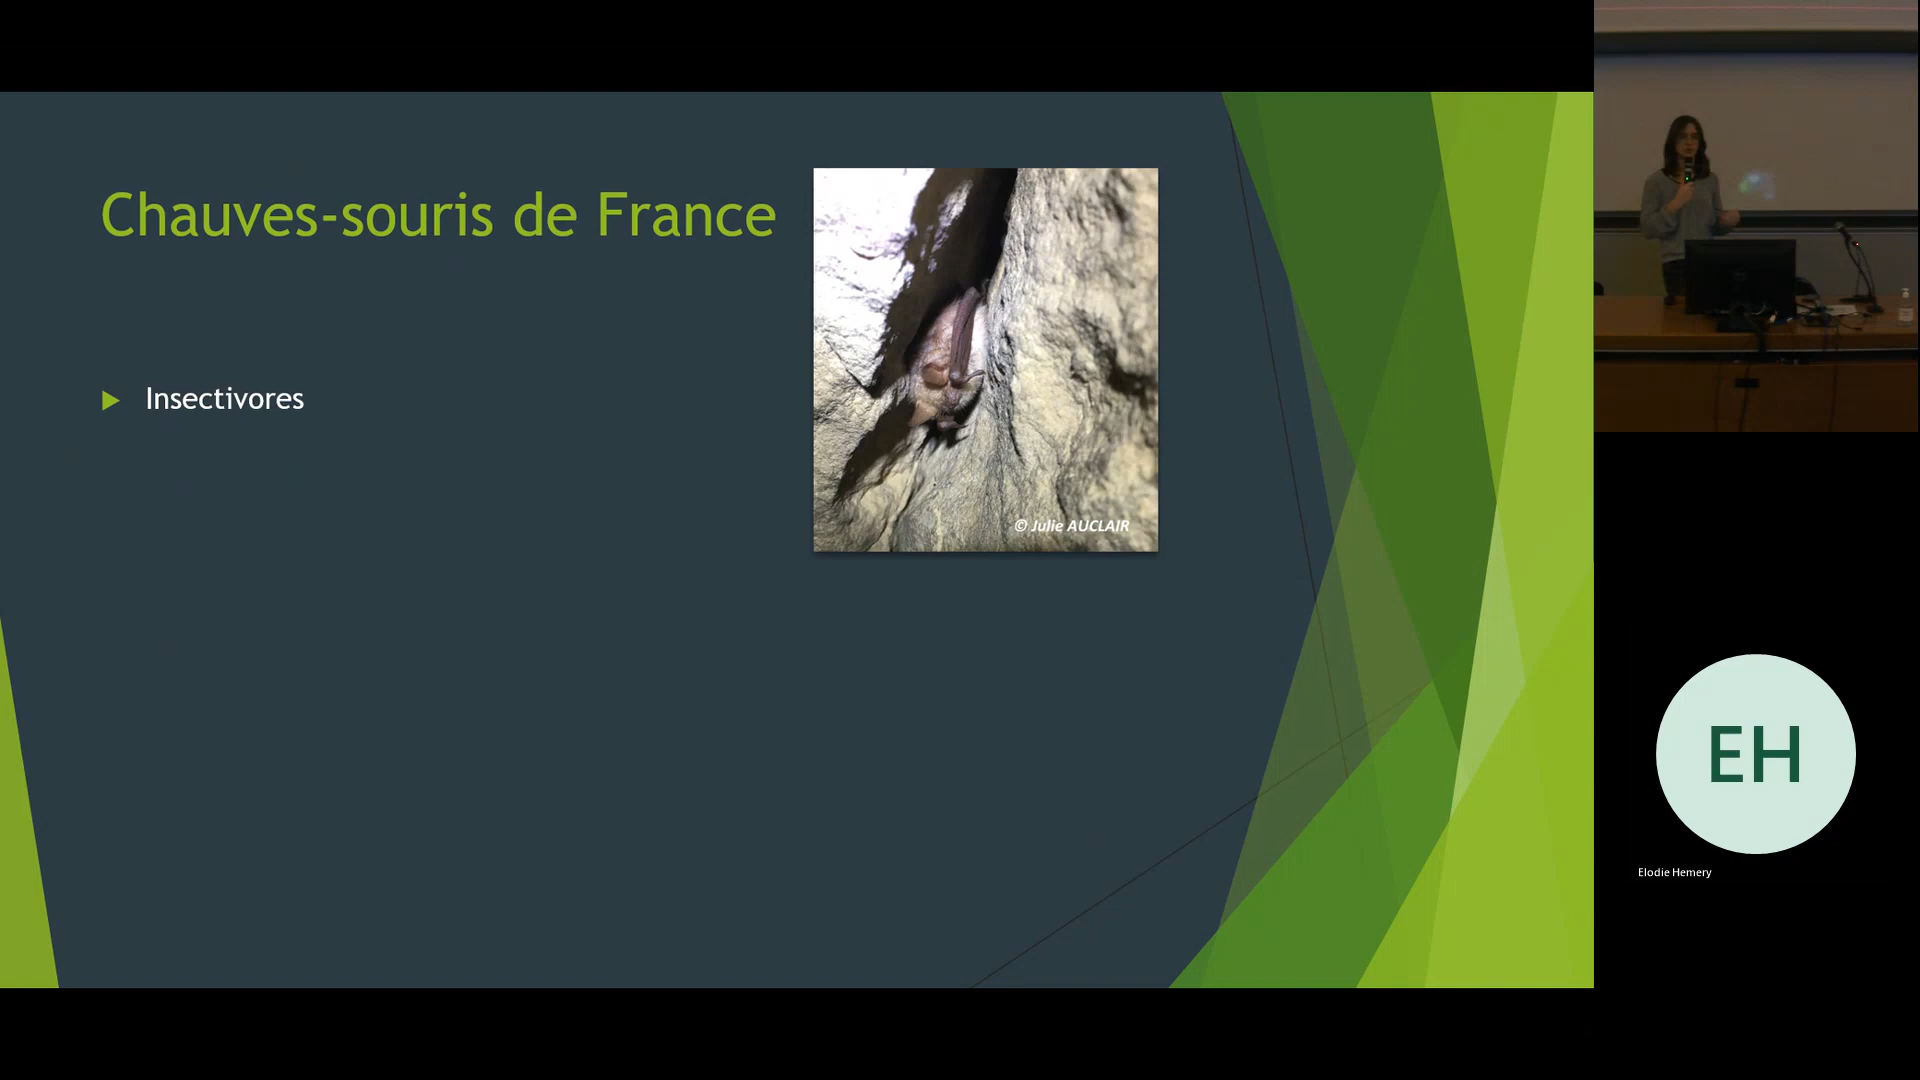 Chauves-souris de France
Insectivores
© Julie AUCLAIR
EH
Elodie Hemery